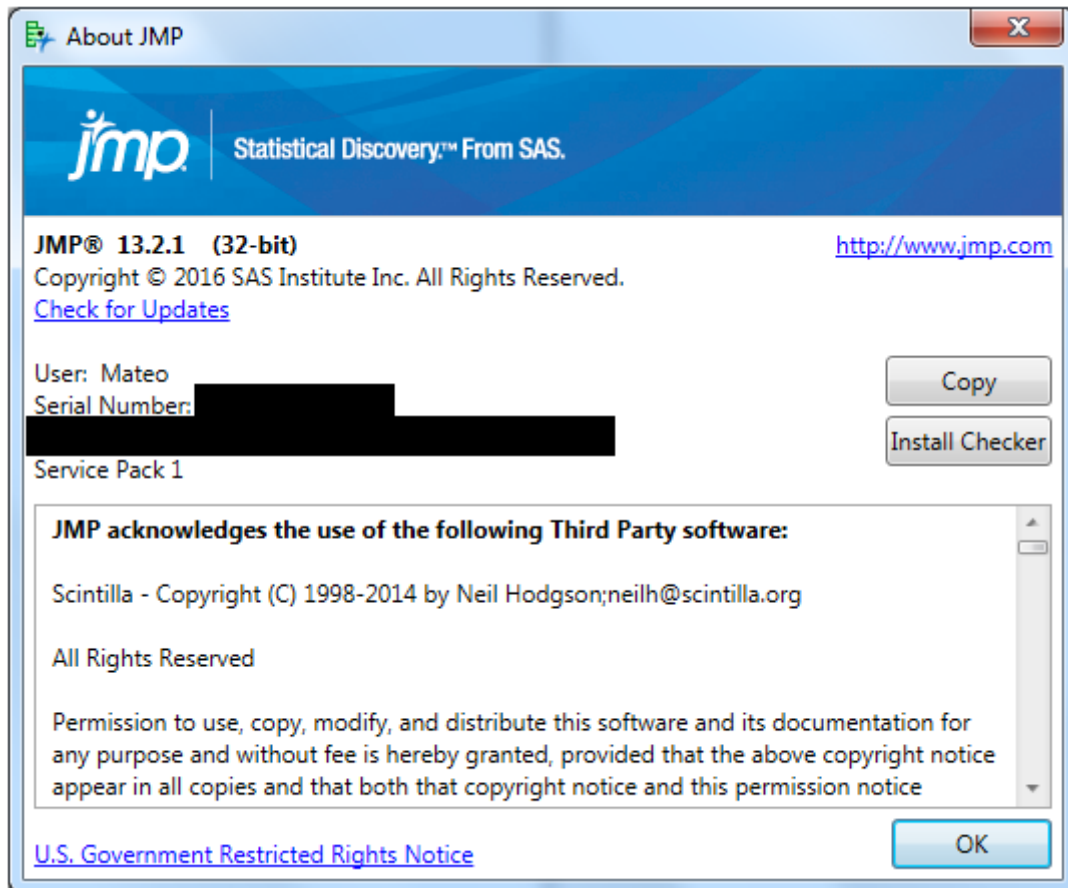 About JMP
jmp. Statistical Discovery.™ From SAS.
JMP® 13.2.1 (32-bit) http://www.jmp.com
Copyright © 2016 SAS Institute Inc. All Rights Reserved.
Check for Updates
User: Mateo
Copy
Serial Number:
Install Checker
Service Pack 1
JMP acknowledges the use of the following Third Party software:
Scintilla - Copyright (C) 1998-2014 by Neil Hodgson;neilh@scintilla.org
All Rights Reserved
Permission to use, copy, modify, and distribute this software and its documentation for
any purpose and without fee is hereby granted, provided that the above copyright notice
appear in all copies and that both that copyright notice and this permission notice
U.S. Government Restricted Rights Notice
OK